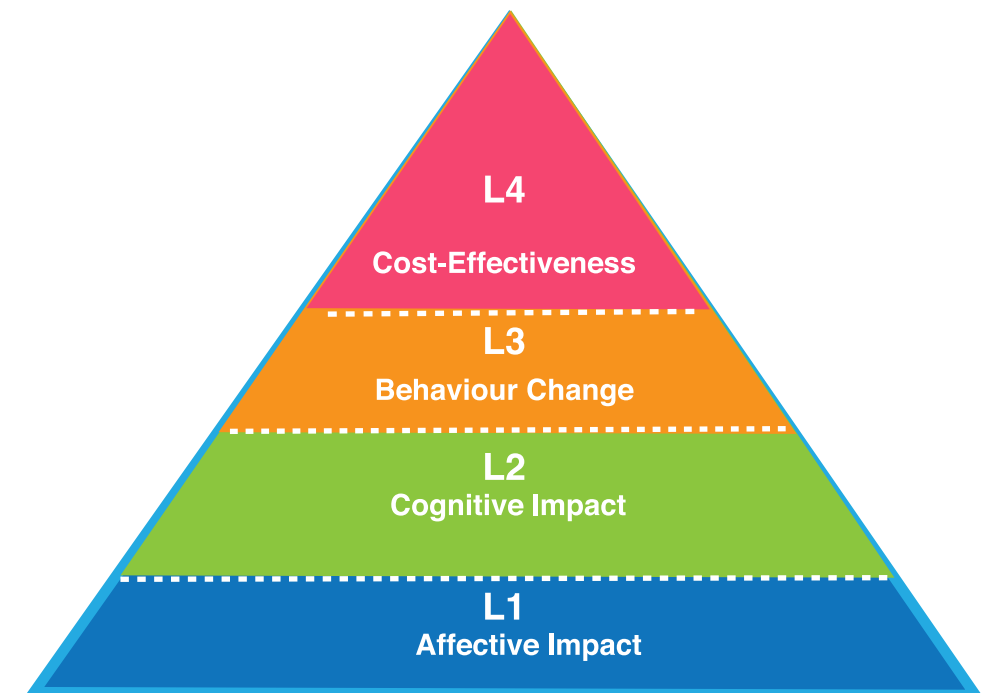 L4
Cost-Effectiveness
L3
Behaviour Change
L2
Cognitive Impact
L1
Affective Impact